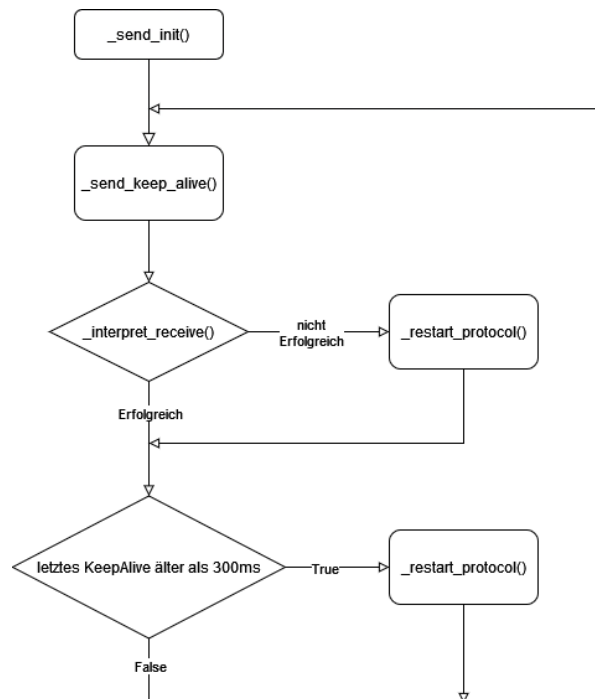 _send_init()
_send_keep_alive()
_interpret_receive()
nicht
Erfolgreich
_restart_protocol()
Erfolgreich
letztes KeepAlive älter als 300ms
True
_restart_protocol()
False